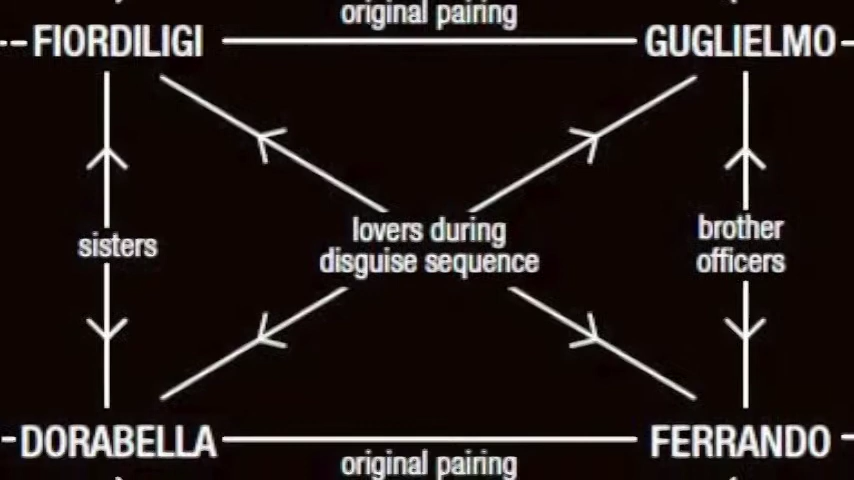 original pairing
FIORDILIGI GUGLIELMO
lovers during
disguise sequence
sisters
brother
officers
DORABELLA FERRANDO
original pairing